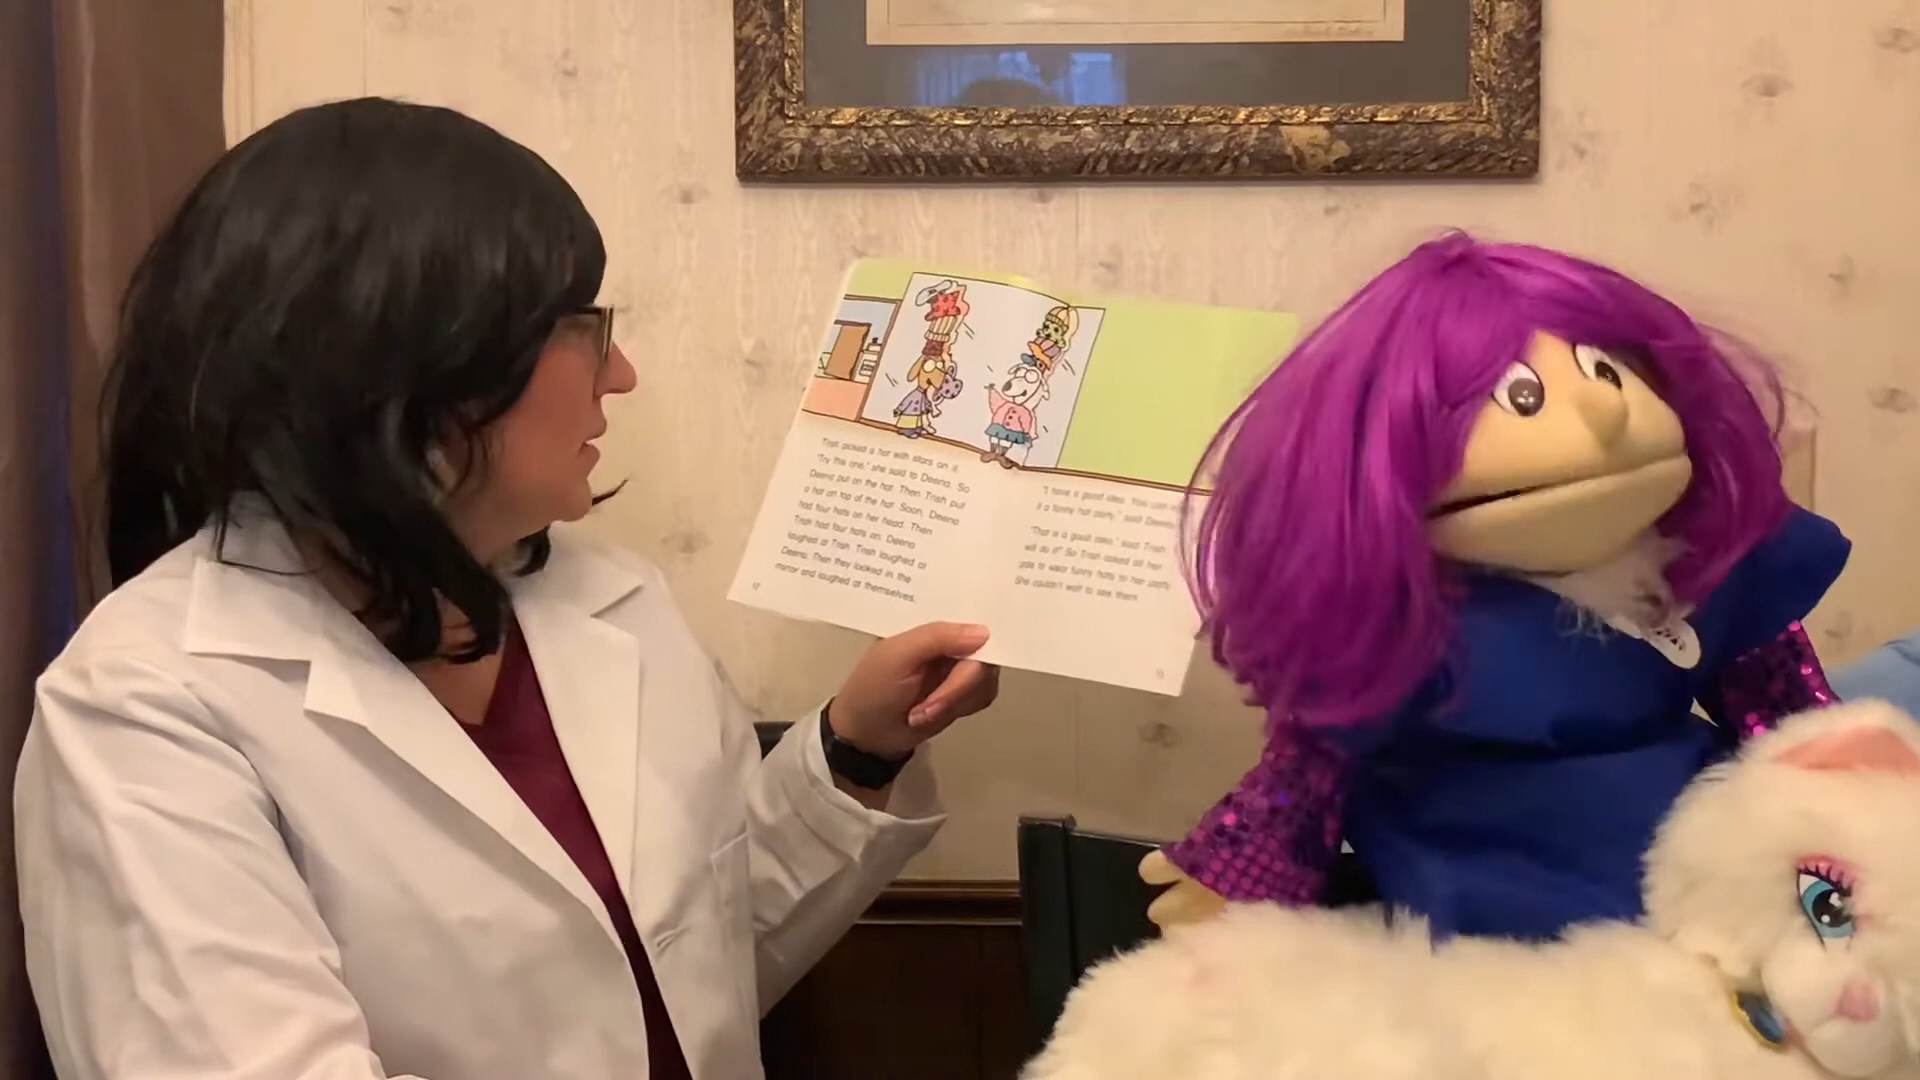 Trish picked a hat with stars on it.
"Try this one," she said to Deena. So
Deena put on the hat. Then Trish put
a hat on top of the hat. Soon, Deena
had four hats on her head. Then
Trish had four hats on. Deena
laughed at Trish. Trish laughed at
Deena. Then they looked in the
mirror and laughed at themselves.
12
"I have a good idea. You can
it a funny hat party," said Deena.
"That is a good idea," said Trish.
will do it!" So Trish asked all her
pals to wear funny hats to her party.
She couldn't wait to see them.
13